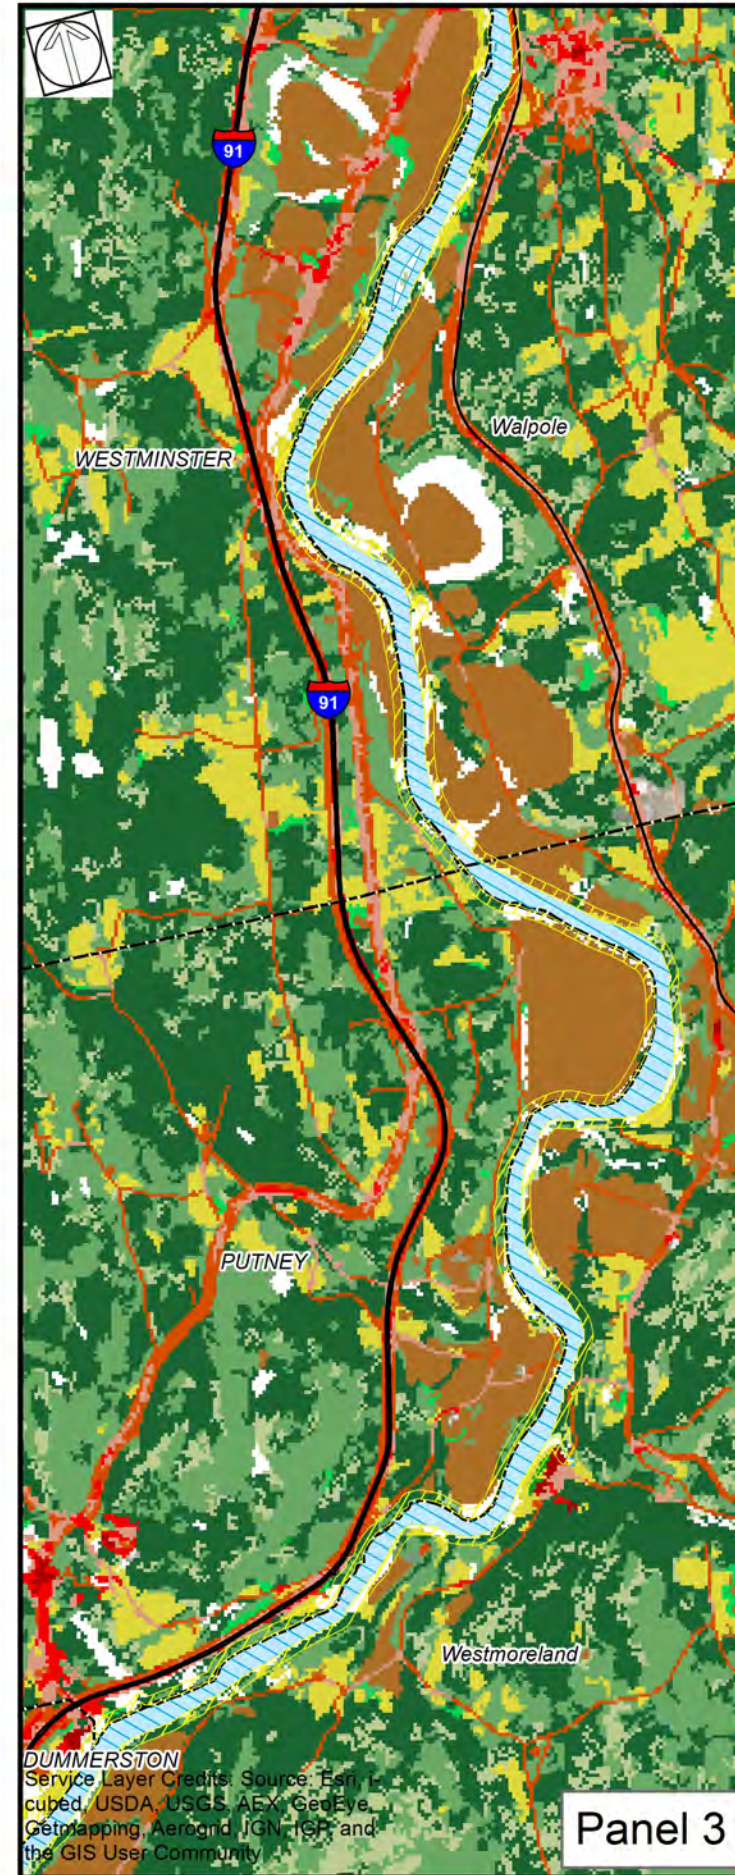 91
Walpole
WESTMINSTER
91
PUTNEY
Westmoreland
DUMMERSTON
Service Layer Credits: Source: Esri, i-
cubed, USDA, USGS, AEX, GeoEye,
Getmapping, Aerogrid, IGN, IGP, and
the GIS User Community
Panel 3